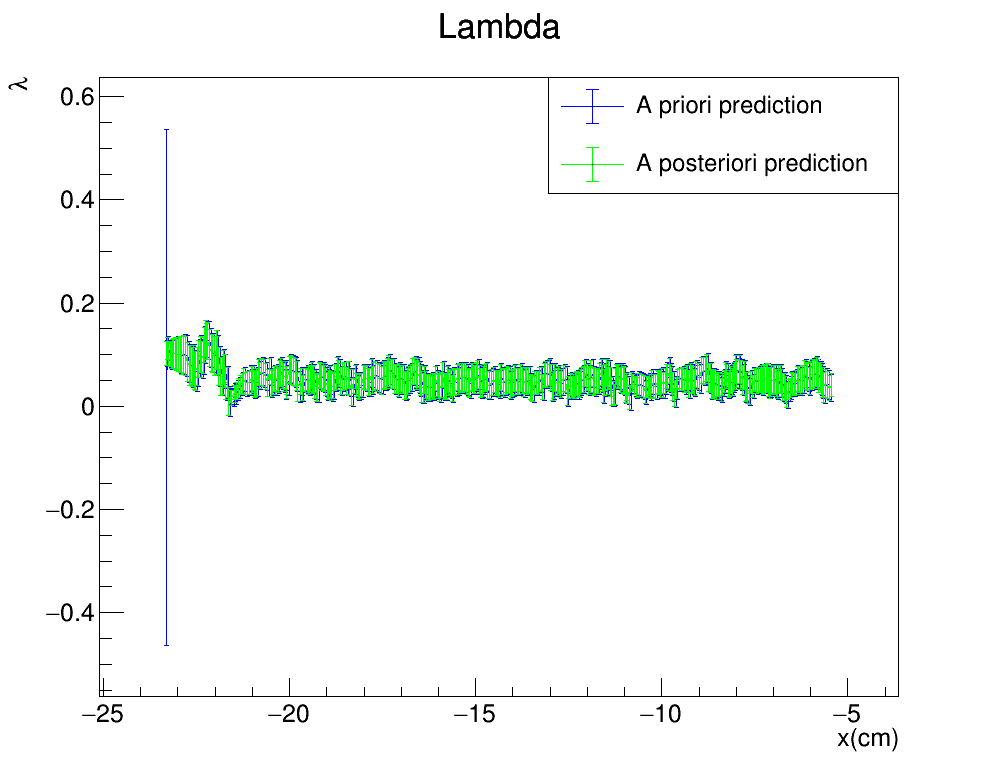 Lambda
λ
0.6
0.4
0.2
0
−0.2
−0.4
A priori prediction
A posteriori prediction
−25 −20 −15 −10 −5
x(cm)